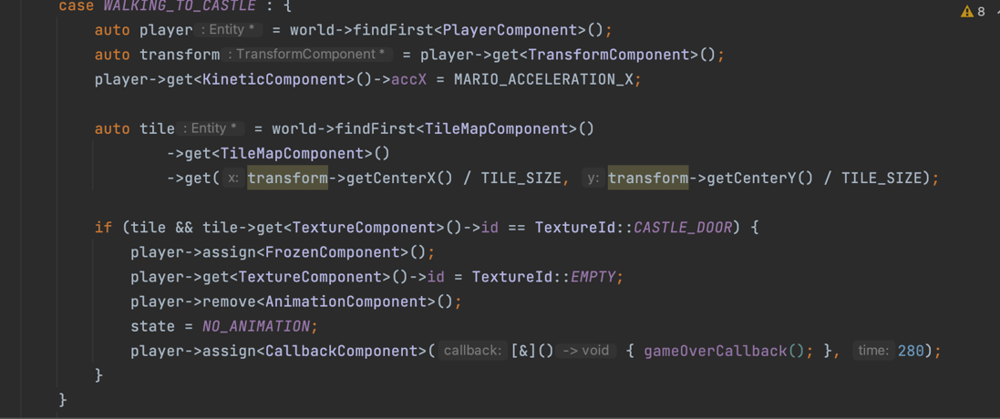 case WALKING_TO_CASTLE : {
8
auto player : Entity * = world->findFirst<PlayerComponent>();
auto transform : TransformComponent * = player->get<TransformComponent>();
player->get<KineticComponent>()->accX = MARIO_ACCELERATION_X;
auto tile : Entity * = world->findFirst<TileMapComponent>()
->get<TileMapComponent>()
->get( x: transform->getCenterX() / TILE_SIZE, y: transform->getCenterY() / TILE_SIZE);
if (tile && tile->get<TextureComponent>()->id == TextureId::CASTLE_DOOR) {
player->assign<FrozenComponent>();
player->get<TextureComponent>()->id = TextureId::EMPTY;
player->remove<AnimationComponent>();
state = NO_ANIMATION;
player->assign<CallbackComponent>( callback: [&]() -> void { gameOverCallback(); }, time: 280);
}
}